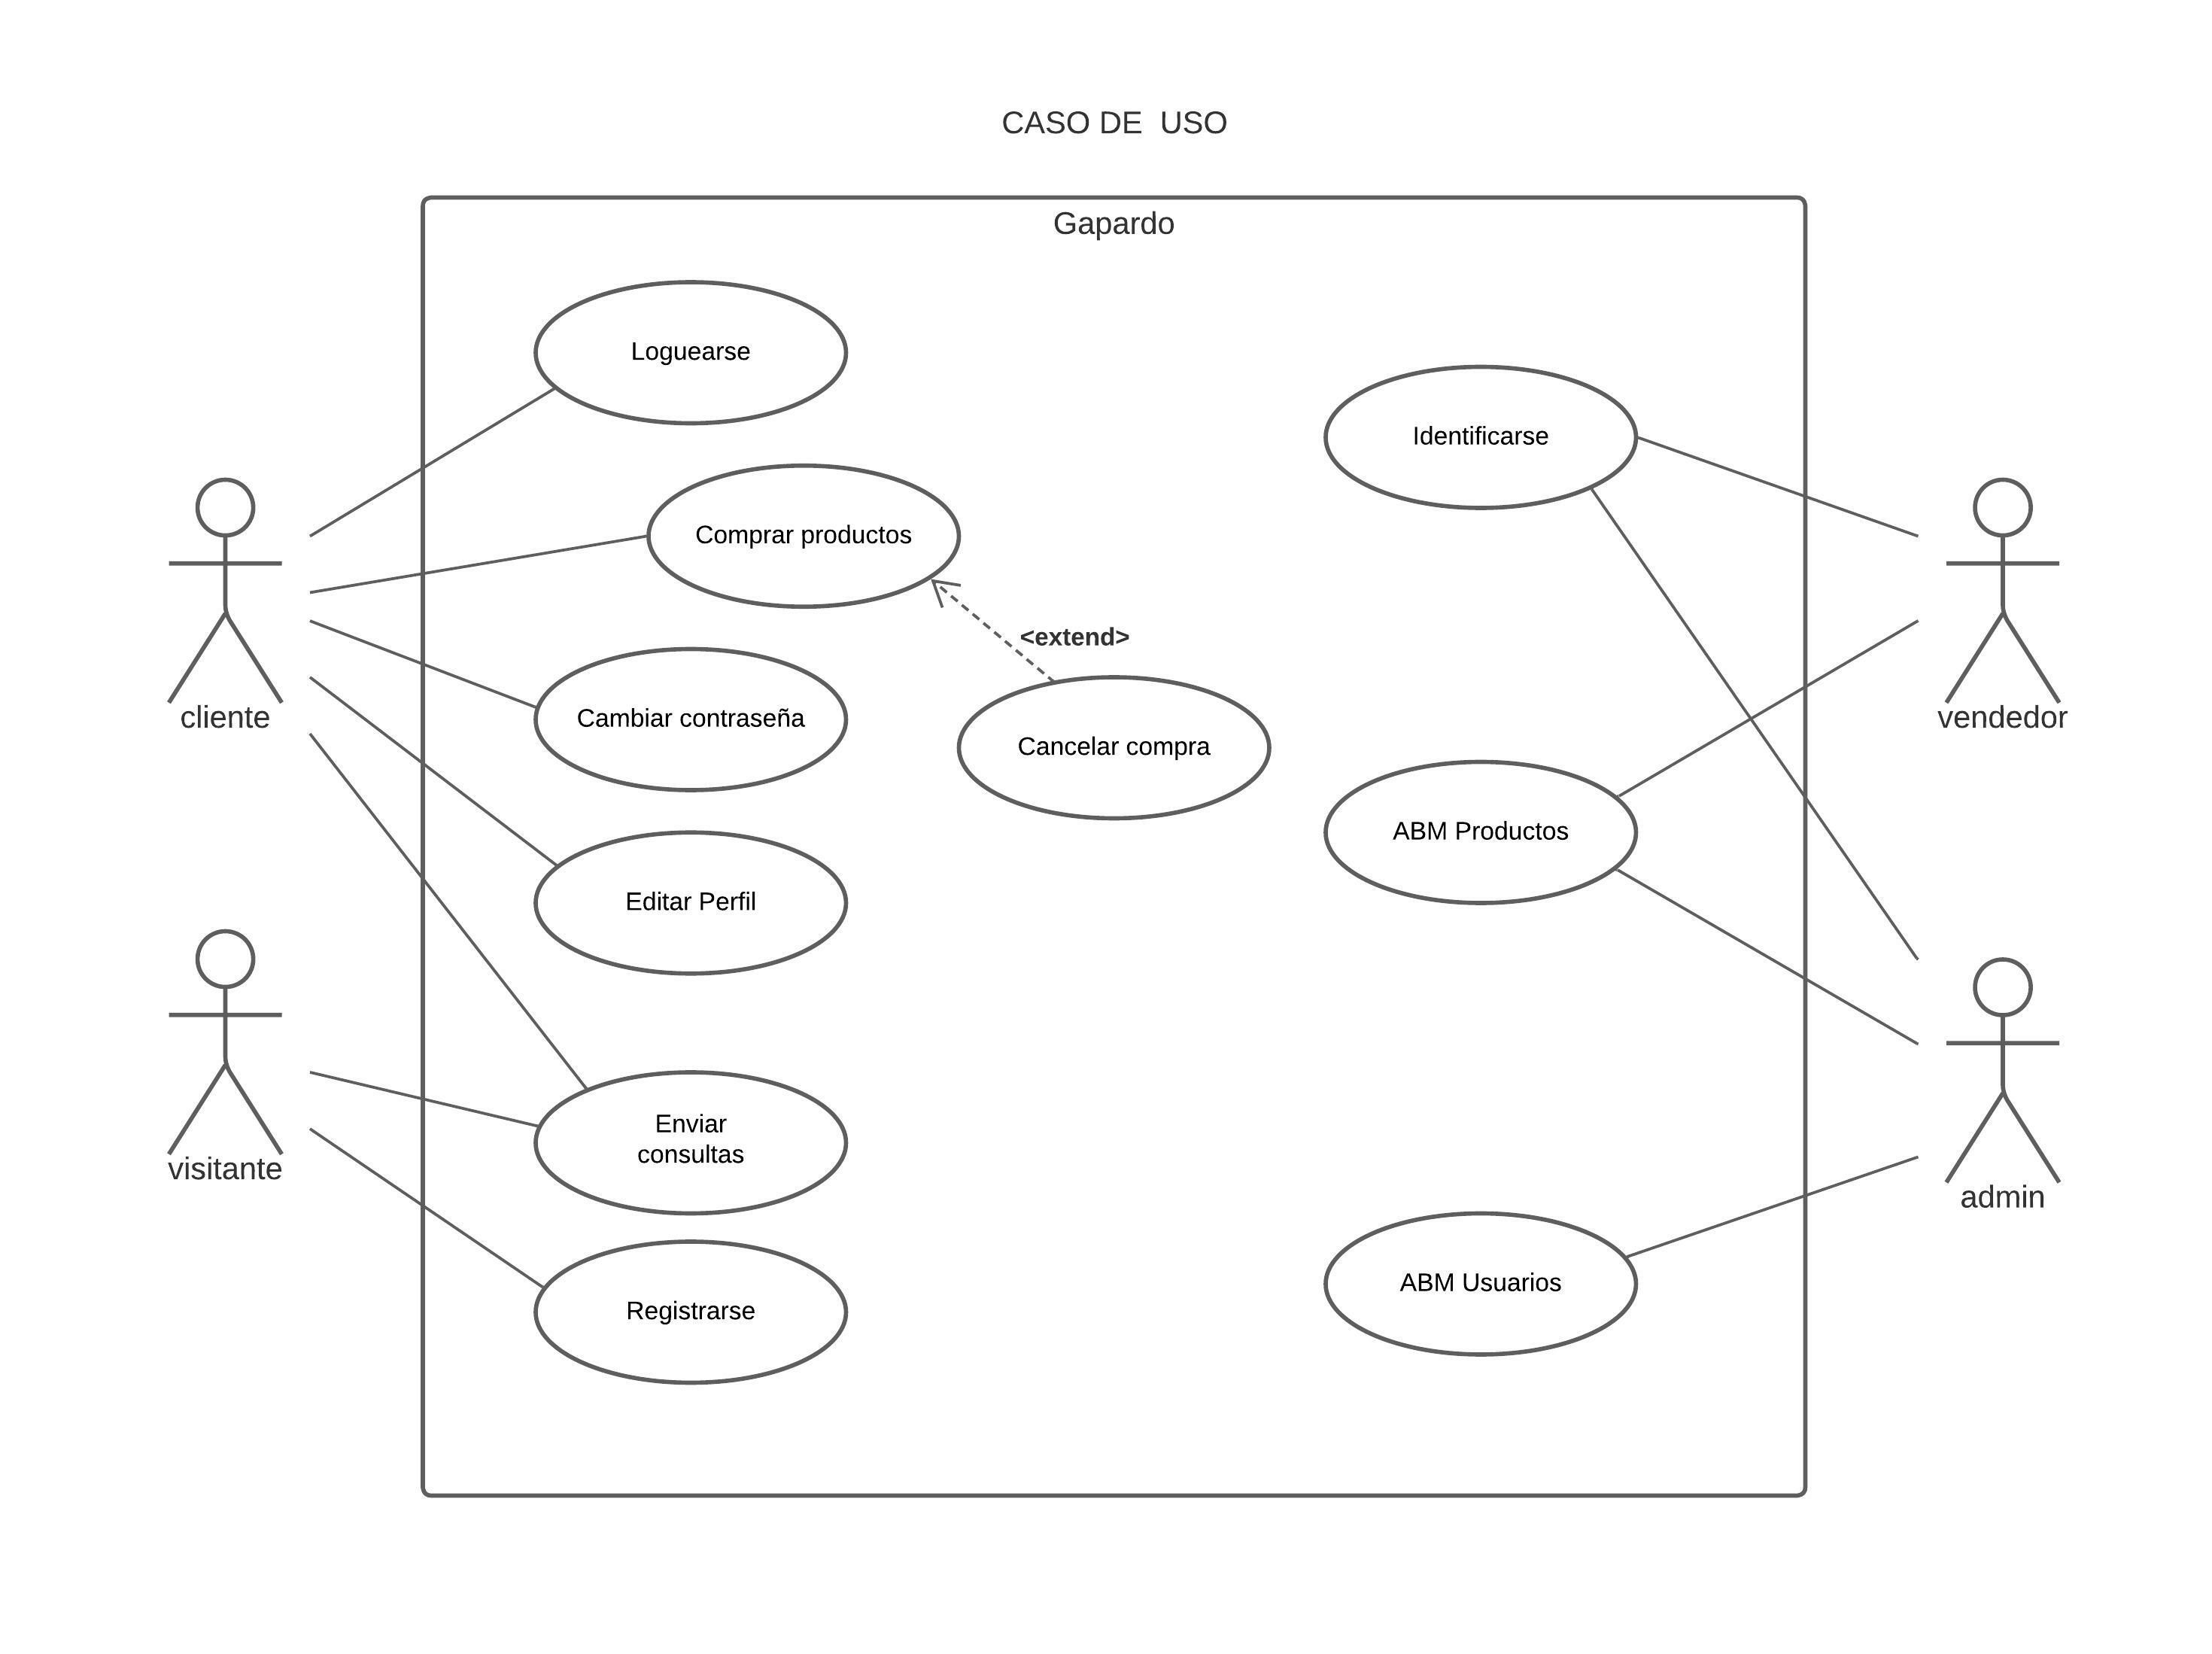 CASO DE  USO
Gapardo
Loguearse
Identificarse
Comprar productos
<extend>
cliente
Cambiar contraseña
Cancelar compra
vendedor
ABM Productos
Editar Perfil
Enviar
consultas
visitante
admin
ABM Usuarios
Registrarse